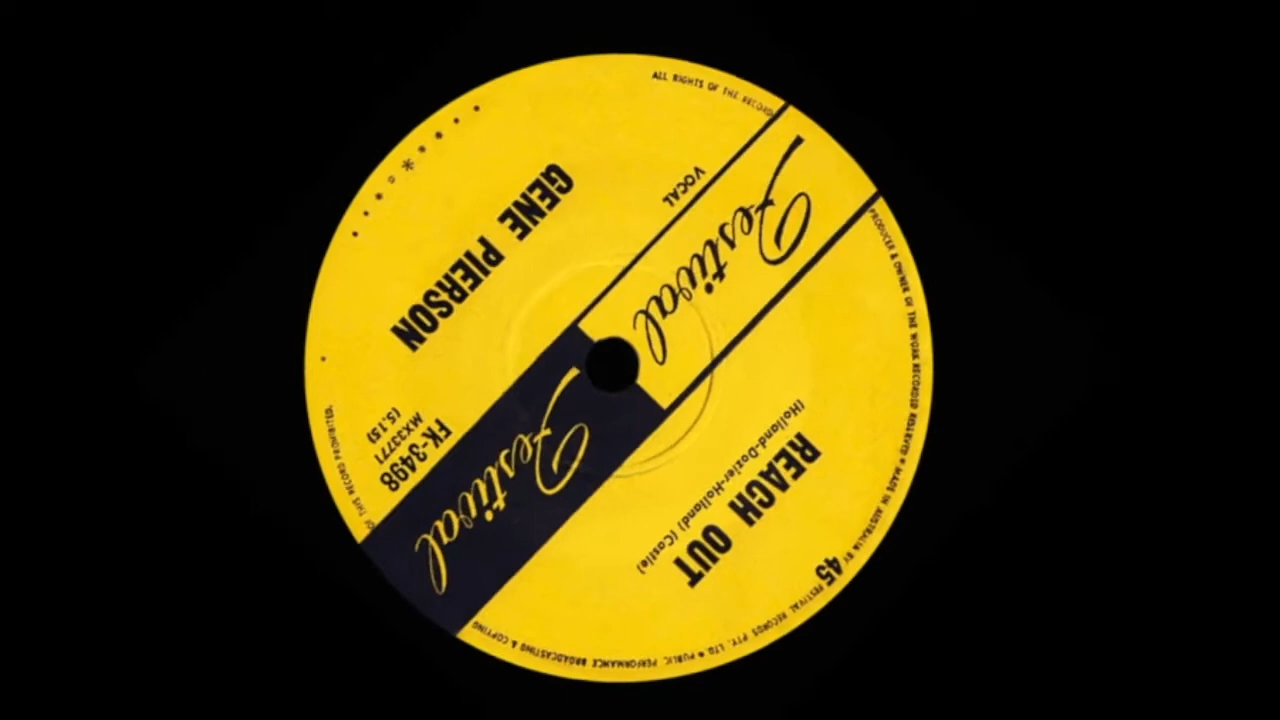 45
REACH OUT
(Holland-Dozier-Holland) (Castle)
Festival
Festival
VOCAL
FK-3498
MX33771
(5.15)
GENE PIERSON
PRODUCER & OWNER OF THE WORK RECORDED RESERVED * MADE IN AUSTRALIA BY FESTIVAL RECORDS PTY. LTD * PUBLIC PERFORMANCE BROADCASTING & COPYING
OF THIS RECORD PROHIBITED.
ALL RIGHTS OF THE RECORD